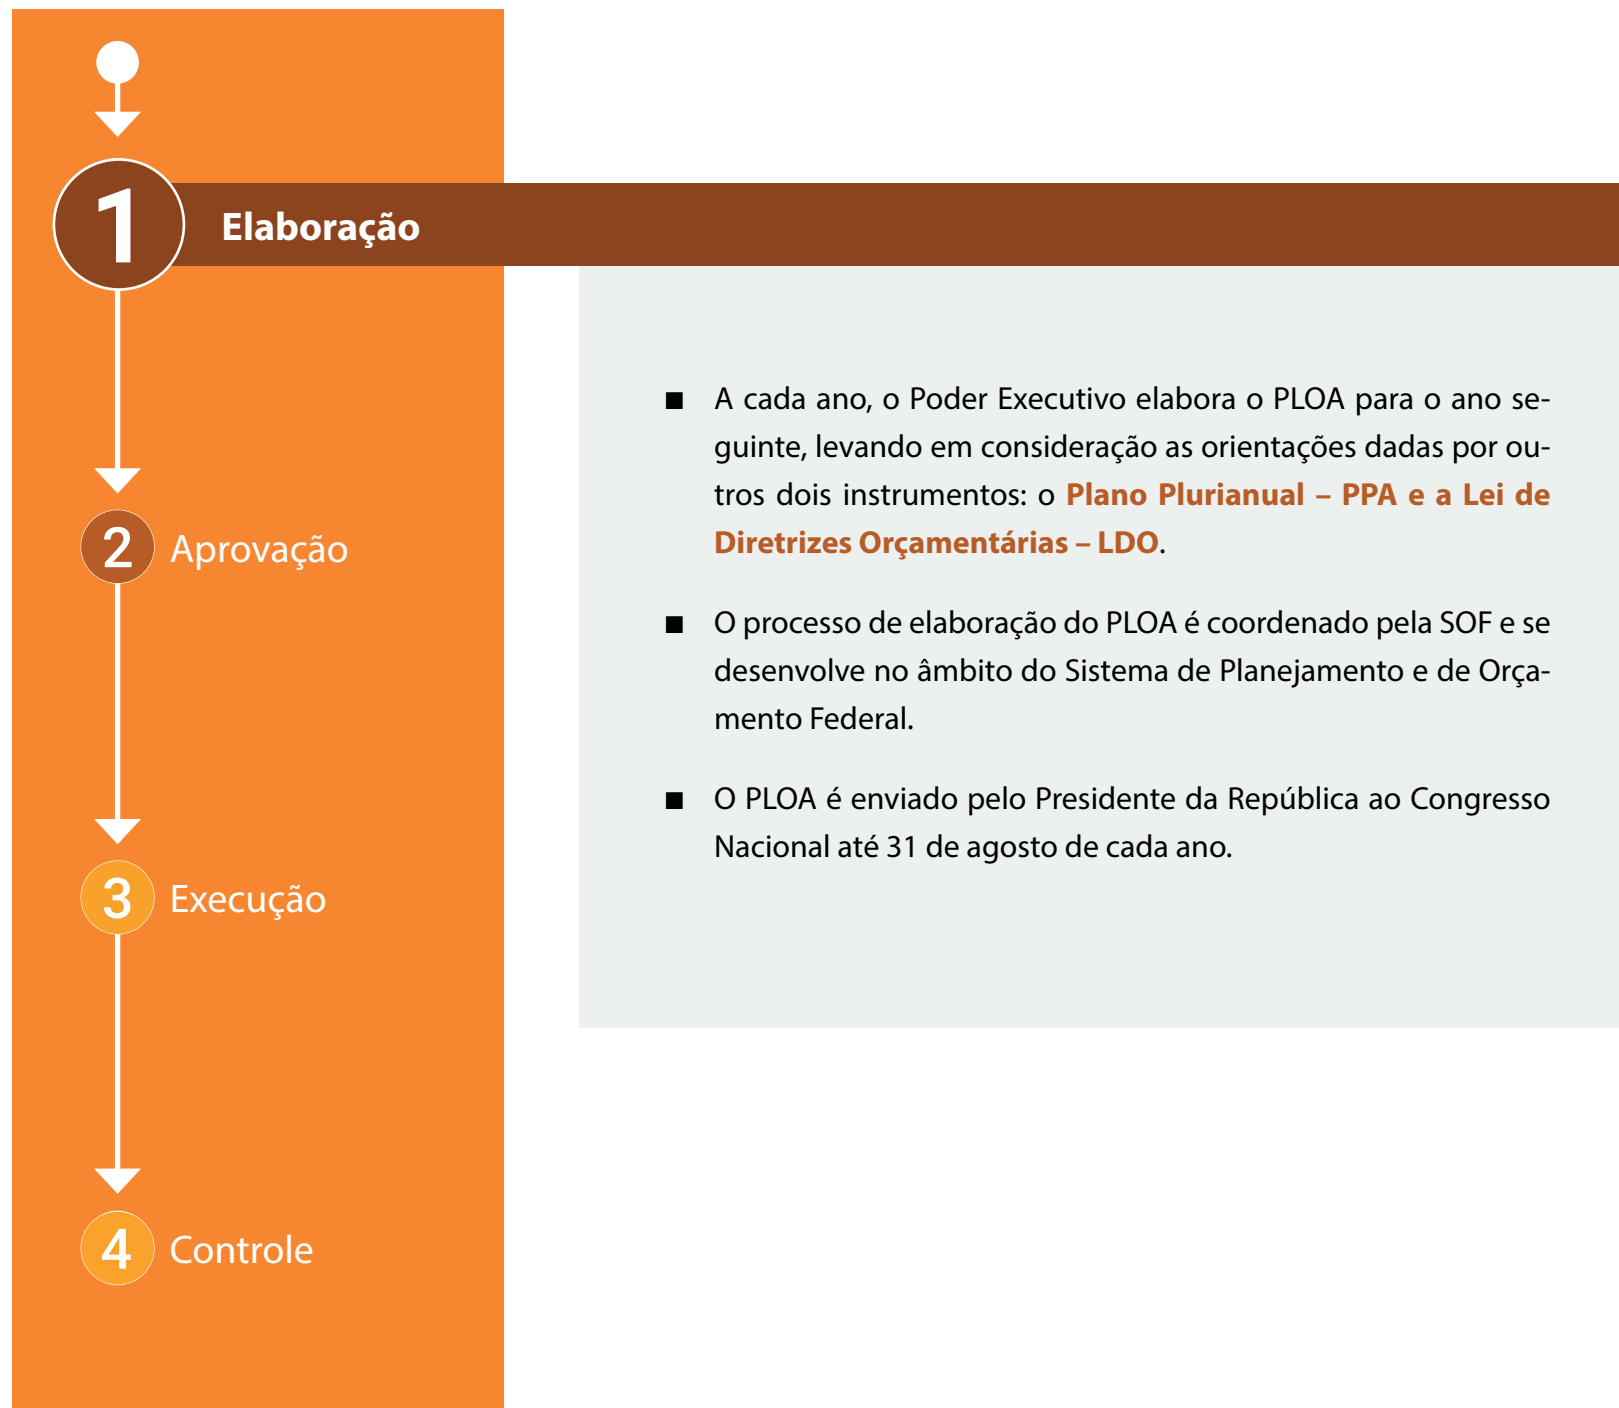 1
Elaboração
■ A cada ano, o Poder Executivo elabora o PLOA para o ano se-
guinte, levando em consideração as orientações dadas por ou-
tros dois instrumentos: o Plano Plurianual – PPA e a Lei de
Diretrizes Orçamentárias – LDO.
■ O processo de elaboração do PLOA é coordenado pela SOF e se
desenvolve no âmbito do Sistema de Planejamento e de Orça-
mento Federal.
■ O PLOA é enviado pelo Presidente da República ao Congresso
Nacional até 31 de agosto de cada ano.
2 Aprovação
3 Execução
4 Controle